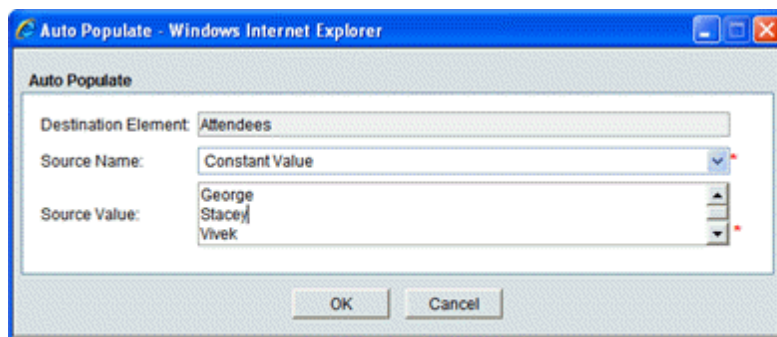 Auto Populate - Windows Internet Explorer
Auto Populate
Destination Element: Attendees
Source Name: Constant Value *
Source Value:
George
Stacey
Vivek *
OK Cancel